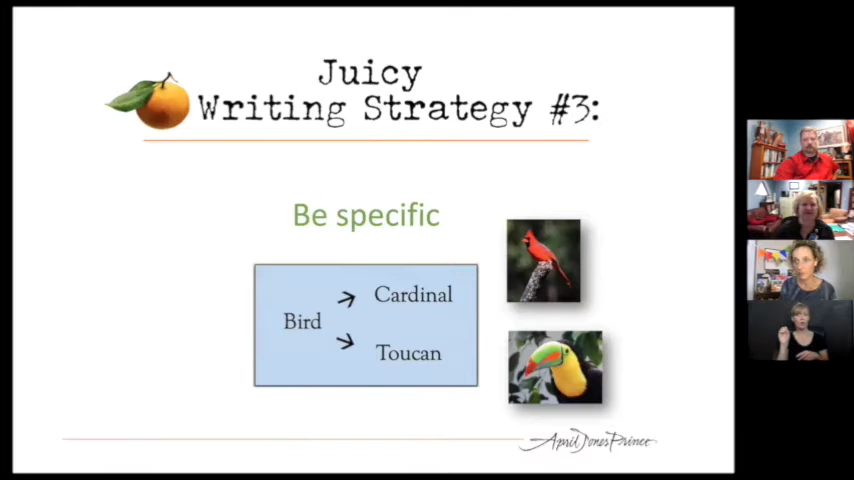 Juicy
Writing Strategy #3:
Be specific
Cardinal
Bird
Toucan
April Jones Prince